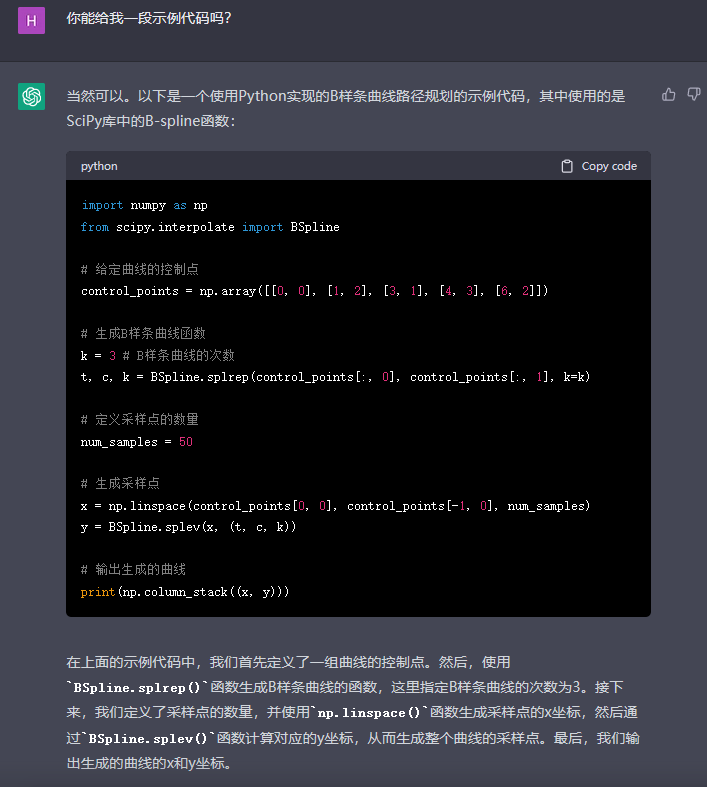 H
你能给我一段示例代码吗?
当然可以。以下是一个使用Python实现的B样条曲线路径规划的示例代码，其中使用的是
SciPy库中的B-spline函数：
python
Copy code
import numpy as np
from scipy.interpolate import BSpline
# 给定曲线的控制点
control_points = np.array([[0, 0], [1, 2], [3, 1], [4, 3], [6, 2]])
# 生成B样条曲线函数
k = 3 # B样条曲线的次数
t, c, k = BSpline.splrep(control_points[:, 0], control_points[:, 1], k=k)
# 定义采样点的数量
num_samples = 50
# 生成采样点
x = np.linspace(control_points[0, 0], control_points[-1, 0], num_samples)
y = BSpline.splev(x, (t, c, k))
# 输出生成的曲线
print(np.column_stack((x, y)))
在上面的示例代码中，我们首先定义了一组曲线的控制点。然后，使用
`BSpline.splrep()`函数生成B样条曲线的函数，这里指定B样条曲线的次数为3。接下
来，我们定义了采样点的数量，并使用`np.linspace()`函数生成采样点的x坐标，然后通
过`BSpline.splev()`函数计算对应的y坐标，从而生成整个曲线的采样点。最后，我们输
出生成的曲线的x和y坐标。